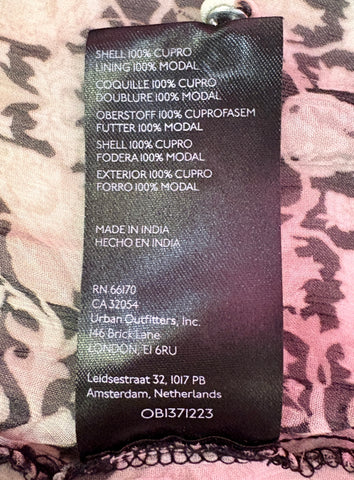 SHELL 100% CUPRO
LINING 100% MODAL
COQUILLE 100% CUPRO
DOUBLURE 100% MODAL
OBERSTOFF 100% CUPROFASEM
FUTTER 100% MODAL
SHELL 100% CUPRO
FODERA 100% MODAL
EXTERIOR 100% CUPRO
FORRO 100% MODAL
MADE IN INDIA
HECHO EN INDIA
RN 66170
CA 32054
Urban Outfitters, Inc.
146 Brick Lane
LONDON, E1 6RU
Leidsestraat 32, 1017 PB
Amsterdam, Netherlands
OB1371223